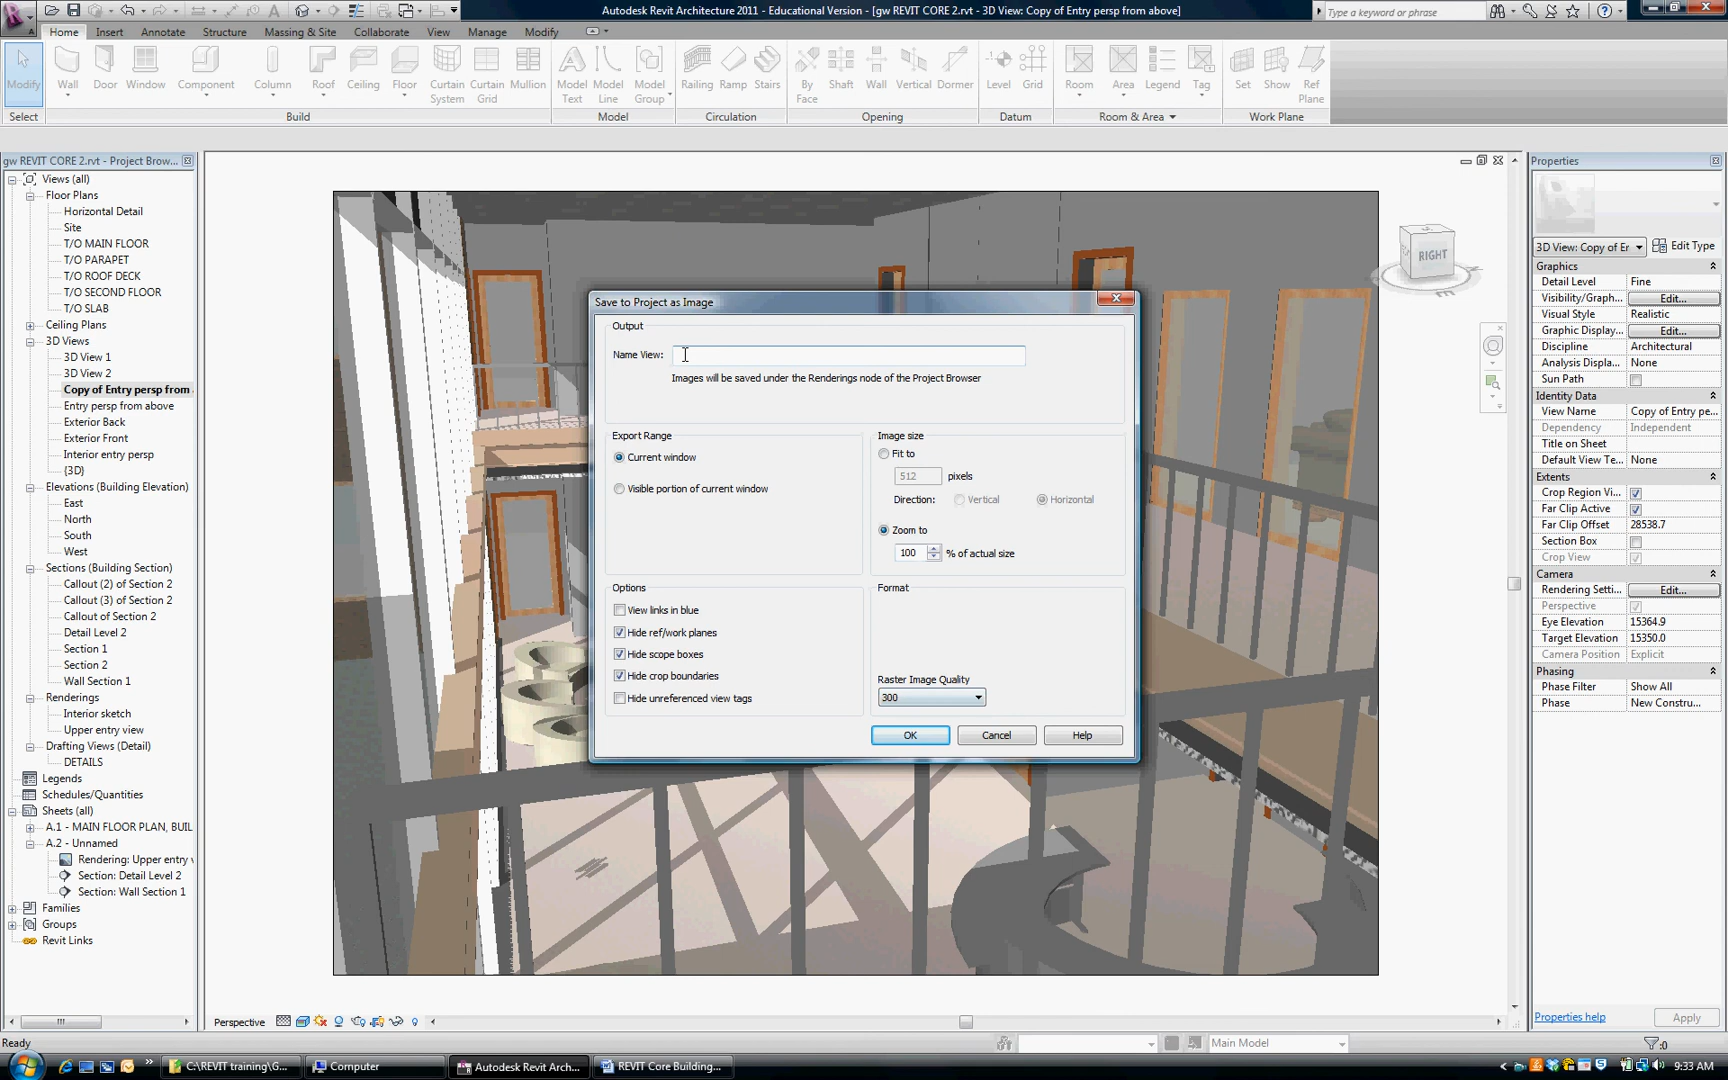 Autodesk Revit Architecture 2011 - Educational Version - [gw REVIT CORE 2.rvt - 3D View: Copy of Entry persp from above]
Type a keyword or phrase
Home Insert Annotate Structure Massing & Site Collaborate View Manage Modify
Modify
Wall Door Window Component Column Roof Ceiling Floor Curtain System Curtain Grid Mullion
Model Text Model Line Model Group
Railing Ramp Stairs
By Face Shaft Wall Vertical Dormer
Level Grid
Room Area Legend Tag
Set Show Ref Plane
Select Build Model Circulation Opening Datum Room & Area Work Plane
gw REVIT CORE 2.rvt - Project Brow...
Views (all)
Floor Plans
Horizontal Detail
Site
T/O MAIN FLOOR
T/O PARAPET
T/O ROOF DECK
T/O SECOND FLOOR
T/O SLAB
Ceiling Plans
3D Views
3D View 1
3D View 2
Copy of Entry persp from
Entry persp from above
Exterior Back
Exterior Front
Interior entry persp
{3D}
Elevations (Building Elevation)
East
North
South
West
Sections (Building Section)
Callout (2) of Section 2
Callout (3) of Section 2
Callout of Section 2
Detail Level 2
Section 1
Section 2
Wall Section 1
Renderings
Interior sketch
Upper entry view
Drafting Views (Detail)
DETAILS
Legends
Schedules/Quantities
Sheets (all)
A.1 - MAIN FLOOR PLAN, BUIL
A.2 - Unnamed
Rendering: Upper entry v
Section: Detail Level 2
Section: Wall Section 1
Families
Groups
Revit Links
RIGHT
Save to Project as Image
Output
Name View:
Images will be saved under the Renderings node of the Project Browser
Export Range
Current window
Visible portion of current window
Image size
Fit to
512 pixels
Direction: Vertical Horizontal
Zoom to
100 % of actual size
Options
View links in blue
Hide ref/work planes
Hide scope boxes
Hide crop boundaries
Hide unreferenced view tags
Format
Raster Image Quality
300
OK Cancel Help
Properties
3D View: Copy of Er Edit Type
Graphics
Detail Level Fine
Visibility/Graph... Edit...
Visual Style Realistic
Graphic Display... Edit...
Discipline Architectural
Analysis Displa... None
Sun Path
Identity Data
View Name Copy of Entry pe...
Dependency Independent
Title on Sheet
Default View Te... None
Extents
Crop Region Vi...
Far Clip Active
Far Clip Offset 28538.7
Section Box
Crop View
Camera
Rendering Setti... Edit...
Perspective
Eye Elevation 15364.9
Target Elevation 15350.0
Camera Position Explicit
Phasing
Phase Filter Show All
Phase New Constru...
Properties help Apply
Perspective
Ready
Main Model
:0
C:\REVIT training\G...
Computer
Autodesk Revit Arch...
REVIT Core Building...
9:33 AM